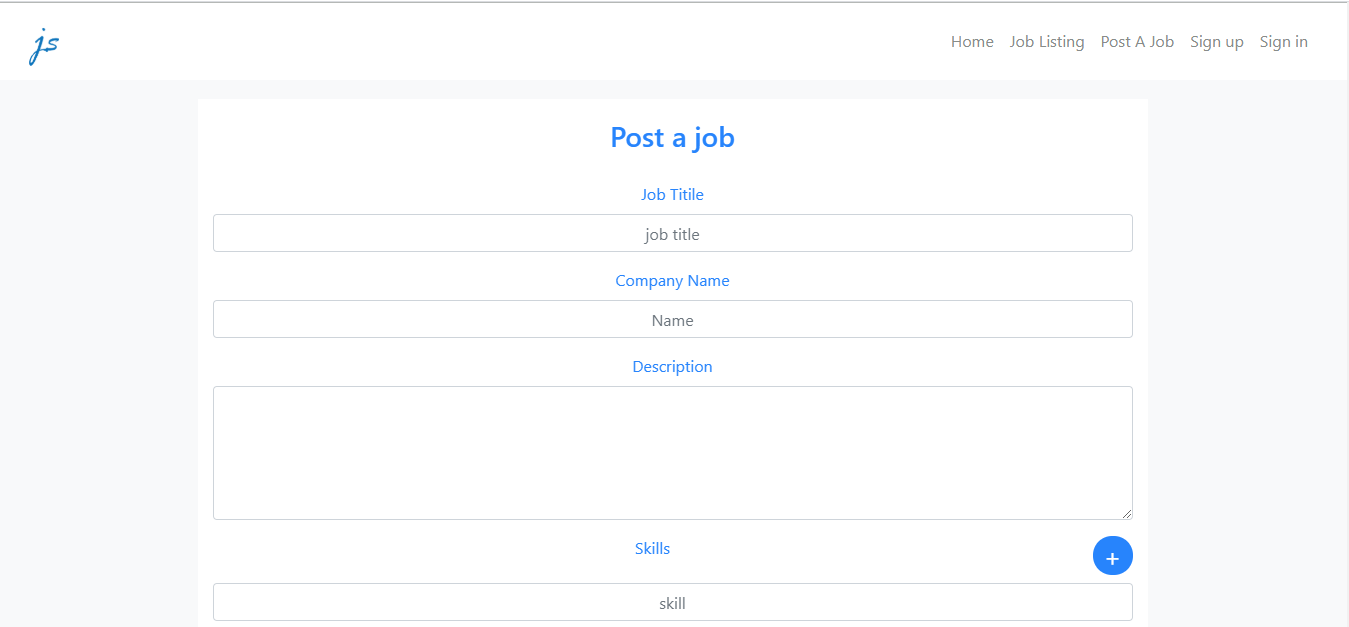 js
Home Job Listing Post A Job Sign up Sign in
Post a job
Job Titile
job title
Company Name
Name
Description
Skills
+
skill